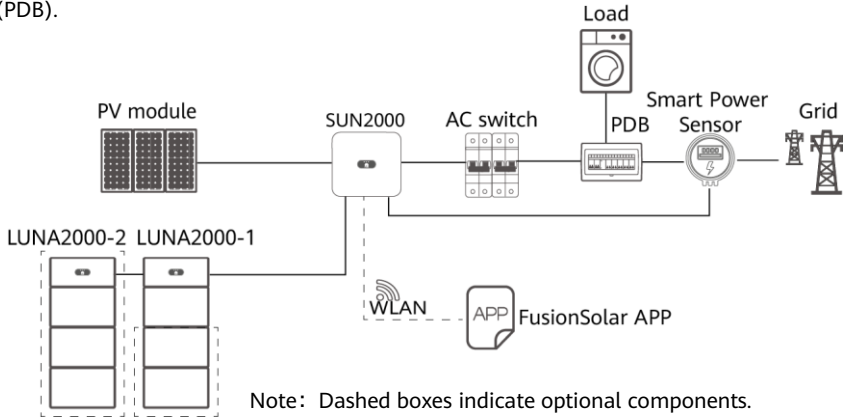 (PDB).
Load
PV module
SUN2000
AC switch
PDB
Smart Power
Sensor
Grid
LUNA2000-2 LUNA2000-1
WLAN
APP
FusionSolar APP
Note: Dashed boxes indicate optional components.